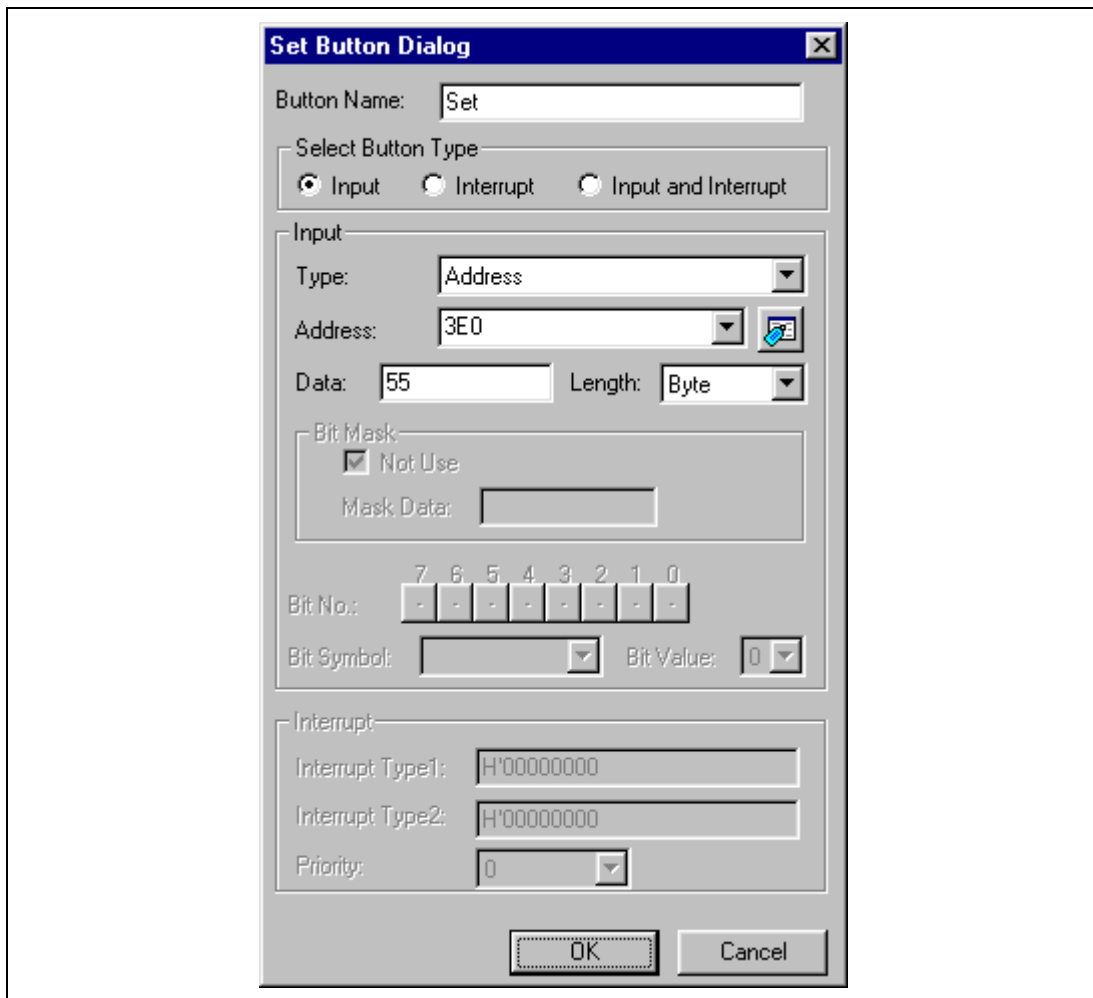 Set Button Dialog
Button Name: Set
Select Button Type
Input Interrupt Input and Interrupt
Input
Type: Address
Address: 3E0
Data: 55 Length: Byte
Bit Mask
Not Use
Mask Data:
7 6 5 4 3 2 1 0
Bit No.: - - - - - - - -
Bit Symbol: Bit Value: 0
Interrupt
Interrupt Type1: H'00000000
Interrupt Type2: H'00000000
Priority: 0
OK Cancel